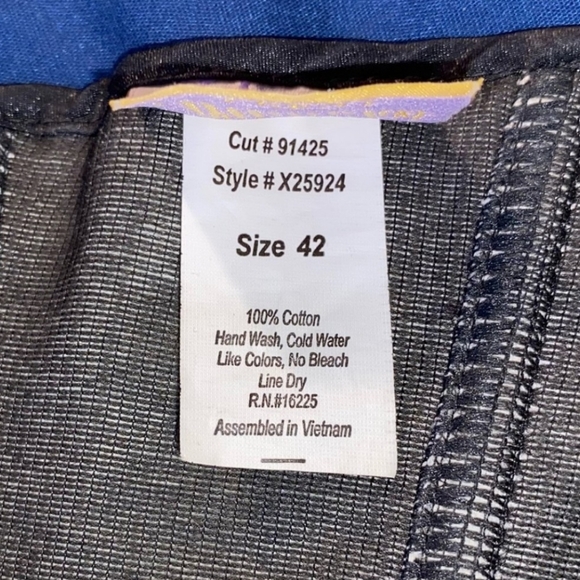 Cut # 91425
Style # X25924
Size 42
100% Cotton
Hand Wash, Cold Water
Like Colors, No Bleach
Line Dry
R.N.#16225
Assembled in Vietnam